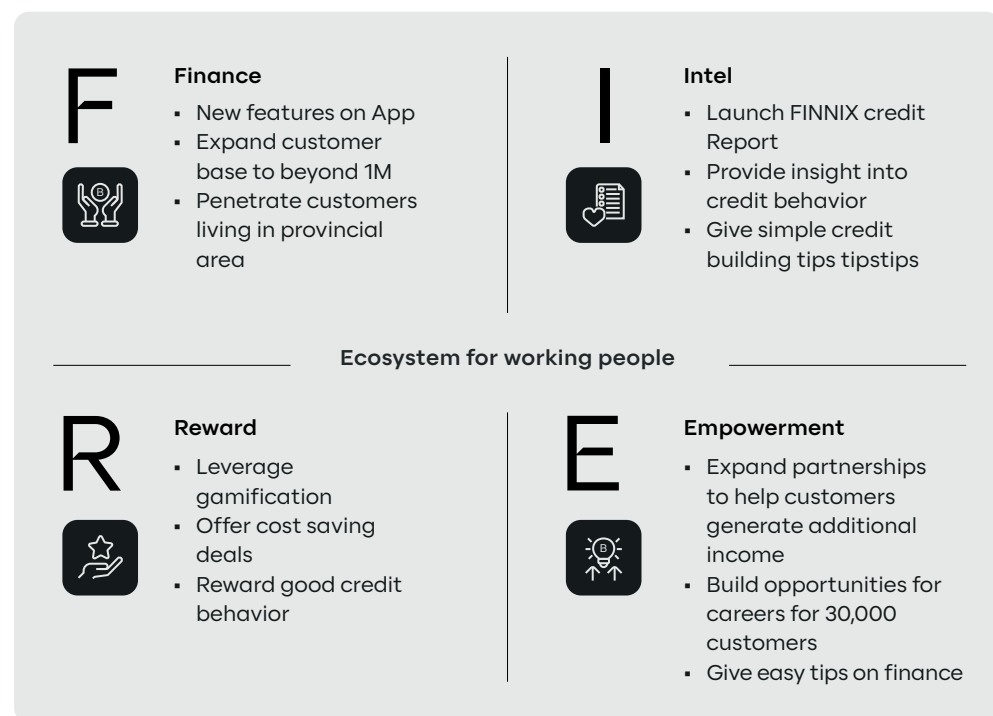 F
Finance
▪ New features on App
▪ Expand customer
base to beyond 1M
▪ Penetrate customers
living in provincial
area
I
Intel
▪ Launch FINNIX credit
Report
▪ Provide insight into
credit behavior
▪ Give simple credit
building tips tipstips
Ecosystem for working people
R
Reward
▪ Leverage
gamification
▪ Offer cost saving
deals
▪ Reward good credit
behavior
E
Empowerment
▪ Expand partnerships
to help customers
generate additional
income
▪ Build opportunities for
careers for 30,000
customers
▪ Give easy tips on finance